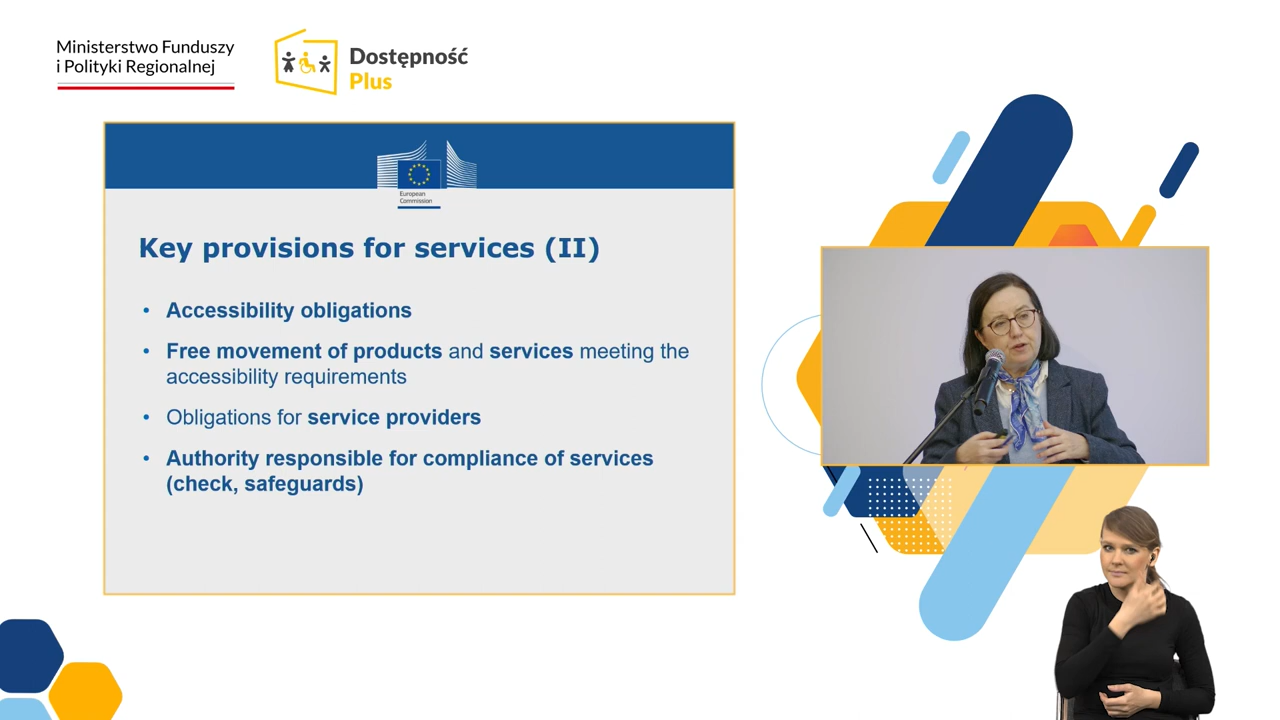 Ministerstwo Funduszy
i Polityki Regionalnej
Dostępność
Plus
European
Commission
Key provisions for services (II)
• Accessibility obligations
• Free movement of products and services meeting the
accessibility requirements
• Obligations for service providers
• Authority responsible for compliance of services
(check, safeguards)